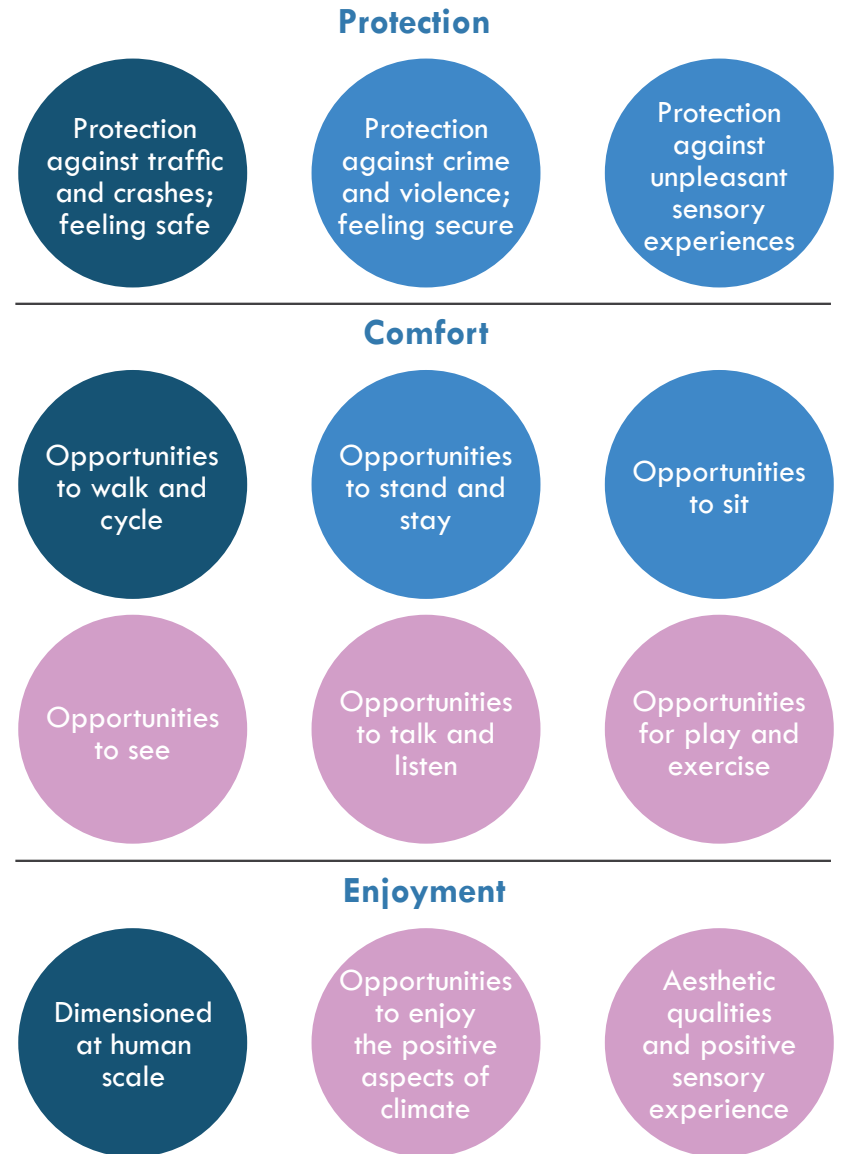 Protection
Protection
against traffic
and crashes;
feeling safe
Protection
against crime
and violence;
feeling secure
Protection
against
unpleasant
sensory
experiences
Comfort
Opportunities
to walk and
cycle
Opportunities
to stand and
stay
Opportunities
to sit
Opportunities
to see
Opportunities
to talk and
listen
Opportunities
for play and
exercise
Enjoyment
Dimensioned
at human
scale
Opportunities
to enjoy
the positive
aspects of
climate
Aesthetic
qualities
and positive
sensory
experience